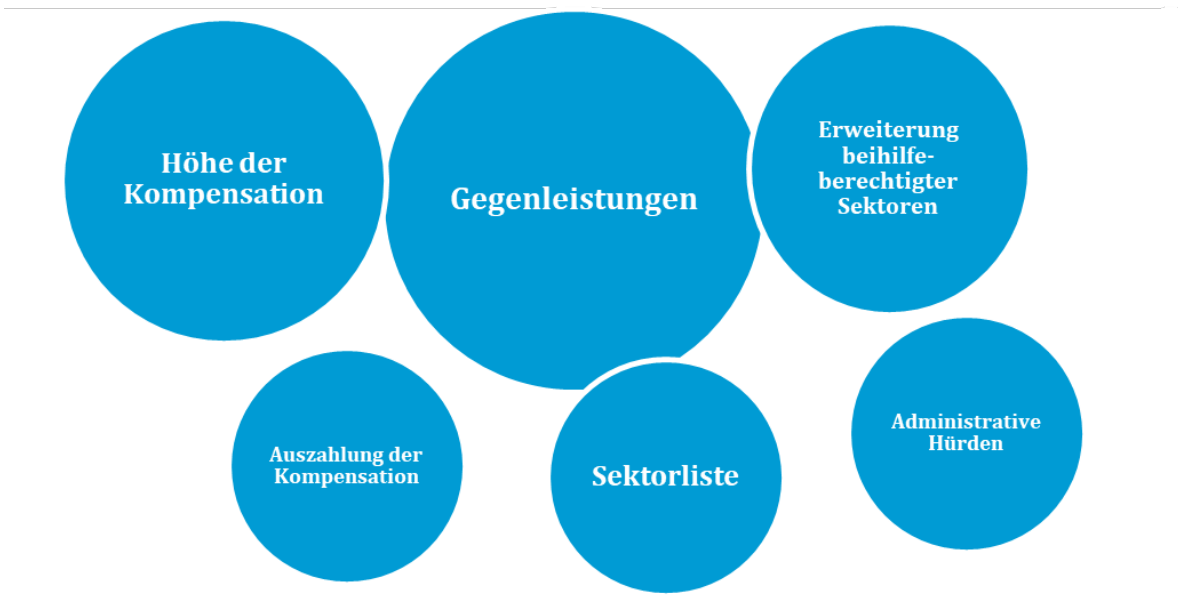 Höhe der
Kompensation
Gegenleistungen
Erweiterung
beihilfe-
berechtigter
Sektoren
Auszahlung der
Kompensation
Sektorliste
Administrative
Hürden